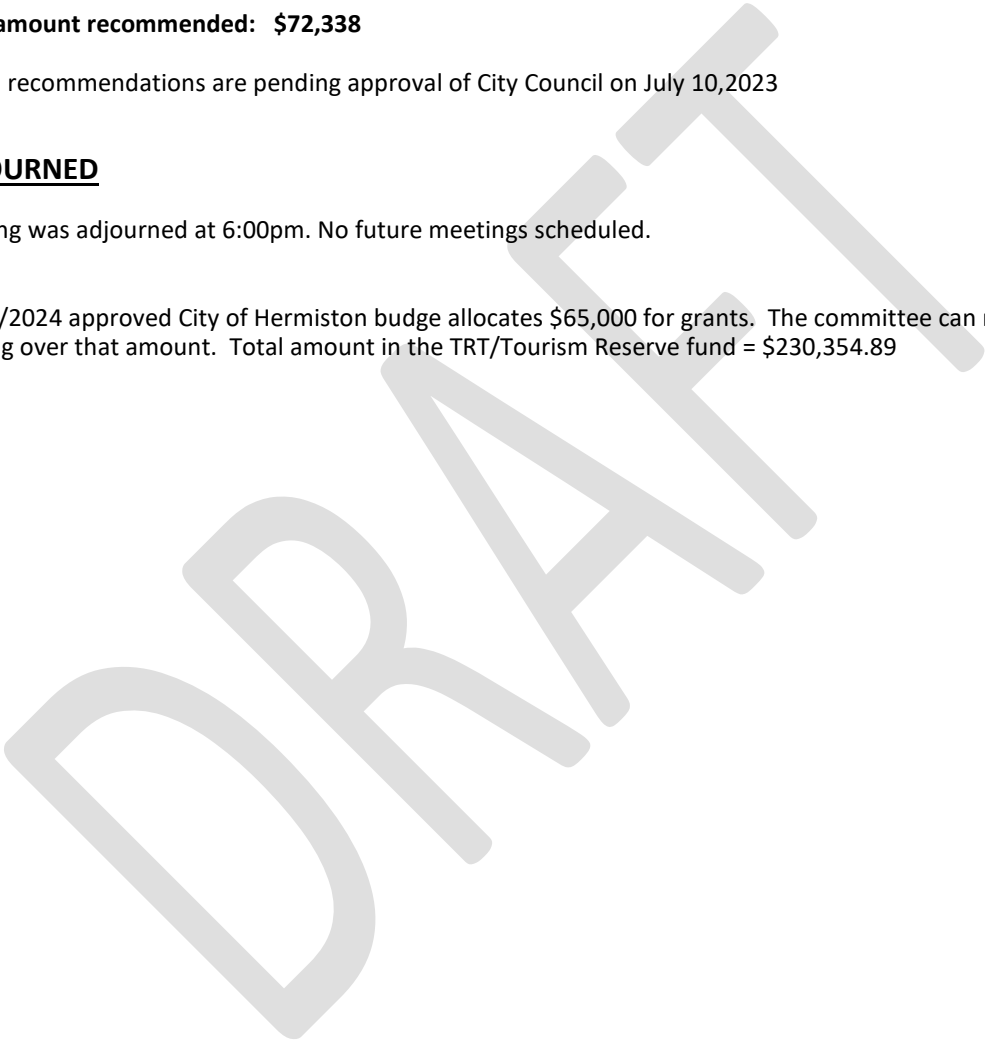 amount recommended: $72,338
recommendations are pending approval of City Council on July 10,2023
OURNED
ng was adjourned at 6:00pm. No future meetings scheduled.
/2024 approved City of Hermiston budget allocates $65,000 for grants. The committee can
g over that amount. Total amount in the TRT/Tourism Reserve fund = $230,354.89
DRAFT